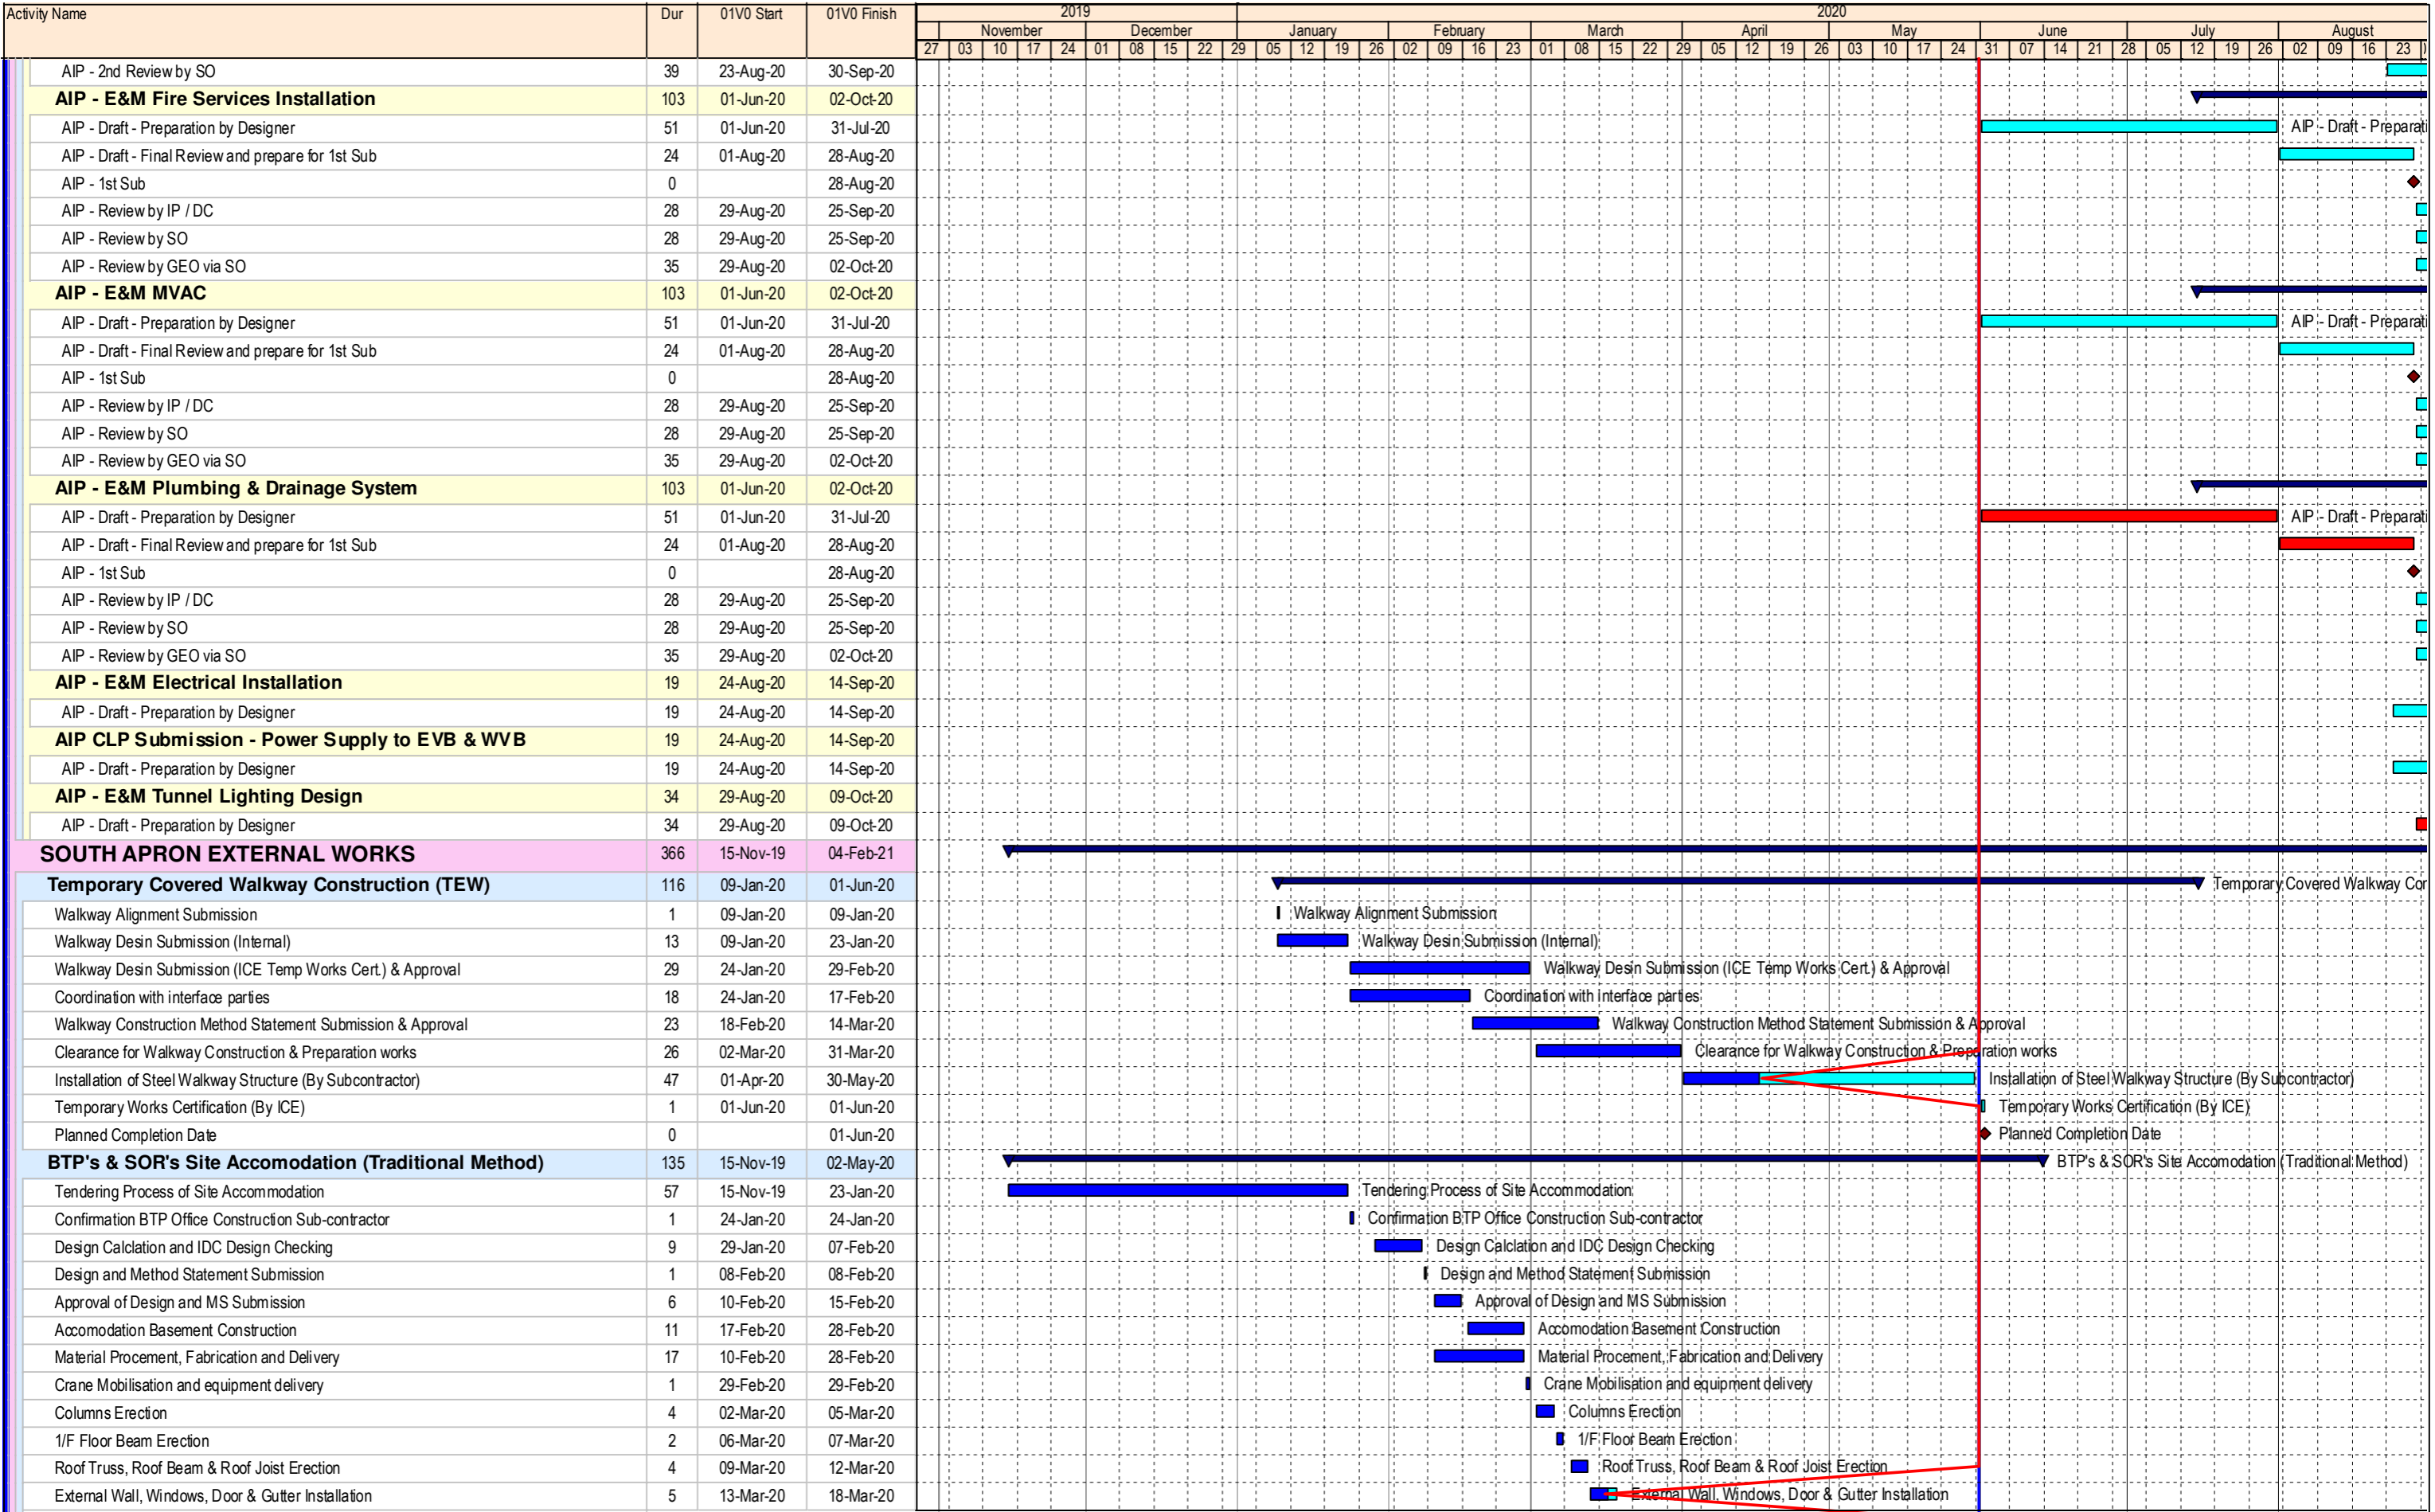 Activity Name Dur 01V0 Start 01V0 Finish 2019 2020
November December January February March April May June July August
27 03 10 17 24 01 08 15 22 29 05 12 19 26 02 09 16 23 01 08 15 22 29 05 12 19 26 03 10 17 24 31 07 14 21 28 05 12 19 26 02 09 16 23
AIP - 2nd Review by SO 39 23-Aug-20 30-Sep-20
AIP - E&M Fire Services Installation 103 01-Jun-20 02-Oct-20
AIP - Draft - Preparation by Designer 51 01-Jun-20 31-Jul-20 AIP - Draft - Preparati
AIP - Draft - Final Review and prepare for 1st Sub 24 01-Aug-20 28-Aug-20
AIP - 1st Sub 0 28-Aug-20
AIP - Review by IP / DC 28 29-Aug-20 25-Sep-20
AIP - Review by SO 28 29-Aug-20 25-Sep-20
AIP - Review by GEO via SO 35 29-Aug-20 02-Oct-20
AIP - E&M MVAC 103 01-Jun-20 02-Oct-20
AIP - Draft - Preparation by Designer 51 01-Jun-20 31-Jul-20 AIP - Draft - Preparati
AIP - Draft - Final Review and prepare for 1st Sub 24 01-Aug-20 28-Aug-20
AIP - 1st Sub 0 28-Aug-20
AIP - Review by IP / DC 28 29-Aug-20 25-Sep-20
AIP - Review by SO 28 29-Aug-20 25-Sep-20
AIP - Review by GEO via SO 35 29-Aug-20 02-Oct-20
AIP - E&M Plumbing & Drainage System 103 01-Jun-20 02-Oct-20
AIP - Draft - Preparation by Designer 51 01-Jun-20 31-Jul-20 AIP - Draft - Preparati
AIP - Draft - Final Review and prepare for 1st Sub 24 01-Aug-20 28-Aug-20
AIP - 1st Sub 0 28-Aug-20
AIP - Review by IP / DC 28 29-Aug-20 25-Sep-20
AIP - Review by SO 28 29-Aug-20 25-Sep-20
AIP - Review by GEO via SO 35 29-Aug-20 02-Oct-20
AIP - E&M Electrical Installation 19 24-Aug-20 14-Sep-20
AIP - Draft - Preparation by Designer 19 24-Aug-20 14-Sep-20
AIP CLP Submission - Power Supply to EVB & WVB 19 24-Aug-20 14-Sep-20
AIP - Draft - Preparation by Designer 19 24-Aug-20 14-Sep-20
AIP - E&M Tunnel Lighting Design 34 29-Aug-20 09-Oct-20
AIP - Draft - Preparation by Designer 34 29-Aug-20 09-Oct-20
SOUTH APRON EXTERNAL WORKS 366 15-Nov-19 04-Feb-21
Temporary Covered Walkway Construction (TEW) 116 09-Jan-20 01-Jun-20 Temporary Covered Walkway Con
Walkway Alignment Submission 1 09-Jan-20 09-Jan-20 Walkway Alignment Submission
Walkway Desin Submission (Internal) 13 09-Jan-20 23-Jan-20 Walkway Desin Submission (Internal)
Walkway Desin Submission (ICE Temp Works Cert.) & Approval 29 24-Jan-20 29-Feb-20 Walkway Desin Submission (ICE Temp Works Cert.) & Approval
Coordination with interface parties 18 24-Jan-20 17-Feb-20 Coordination with interface parties
Walkway Construction Method Statement Submission & Approval 23 18-Feb-20 14-Mar-20 Walkway Construction Method Statement Submission & Approval
Clearance for Walkway Construction & Preparation works 26 02-Mar-20 31-Mar-20 Clearance for Walkway Construction & Preparation works
Installation of Steel Walkway Structure (By Subcontractor) 47 01-Apr-20 30-May-20 Installation of Steel Walkway Structure (By Subcontractor)
Temporary Works Certification (By ICE) 1 01-Jun-20 01-Jun-20 Temporary Works Certification (By ICE)
Planned Completion Date 0 01-Jun-20 Planned Completion Date
BTP's & SOR's Site Accomodation (Traditional Method) 135 15-Nov-19 02-May-20 BTP's & SOR's Site Accomodation (Traditional Method)
Tendering Process of Site Accommodation 57 15-Nov-19 23-Jan-20 Tendering Process of Site Accommodation
Confirmation BTP Office Construction Sub-contractor 1 24-Jan-20 24-Jan-20 Confirmation BTP Office Construction Sub-contractor
Design Calclation and IDC Design Checking 9 29-Jan-20 07-Feb-20 Design Calclation and IDC Design Checking
Design and Method Statement Submission 1 08-Feb-20 08-Feb-20 Design and Method Statement Submission
Approval of Design and MS Submission 6 10-Feb-20 15-Feb-20 Approval of Design and MS Submission
Accomodation Basement Construction 11 17-Feb-20 28-Feb-20 Accomodation Basement Construction
Material Procement, Fabrication and Delivery 17 10-Feb-20 28-Feb-20 Material Procement, Fabrication and Delivery
Crane Mobilisation and equipment delivery 1 29-Feb-20 29-Feb-20 Crane Mobilisation and equipment delivery
Columns Erection 4 02-Mar-20 05-Mar-20 Columns Erection
1/F Floor Beam Erection 2 06-Mar-20 07-Mar-20 1/F Floor Beam Erection
Roof Truss, Roof Beam & Roof Joist Erection 4 09-Mar-20 12-Mar-20 Roof Truss, Roof Beam & Roof Joist Erection
External Wall, Windows, Door & Gutter Installation 5 13-Mar-20 18-Mar-20 External Wall, Windows, Door & Gutter Installation